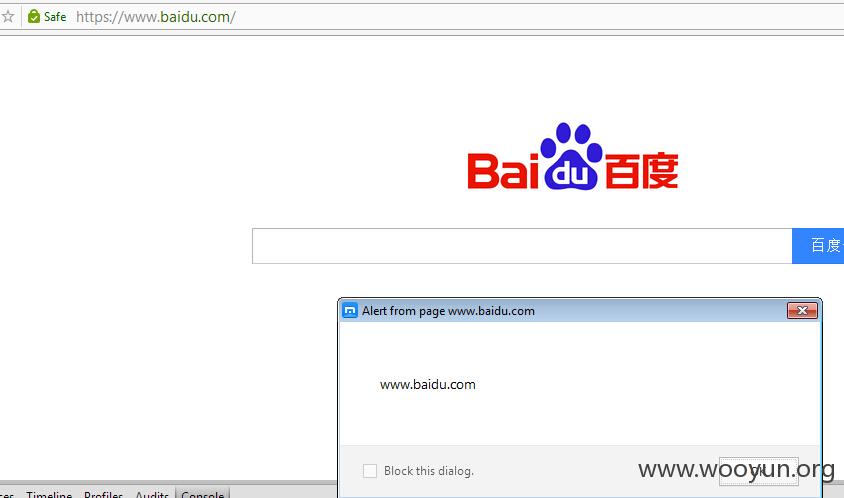 Safe https://www.baidu.com/
Bai du 百度
百度
Alert from page www.baidu.com
www.baidu.com
Block this dialog.
www.wooyun.org
Timeline Profiles Audits Console